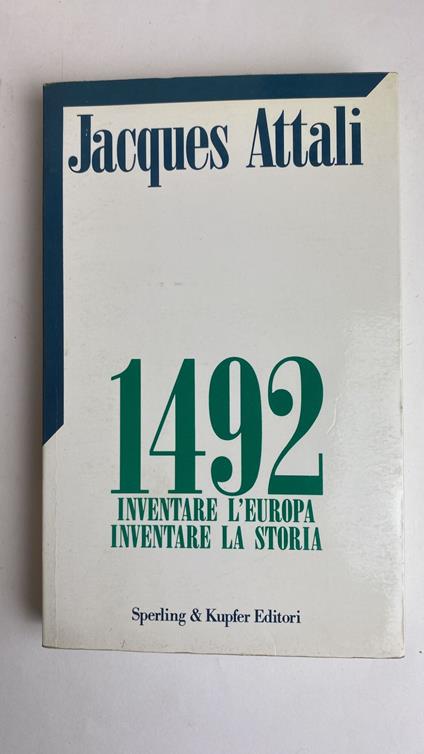 Jacques Attali
1492
INVENTARE L'EUROPA
INVENTARE LA STORIA
Sperling & Kupfer Editori